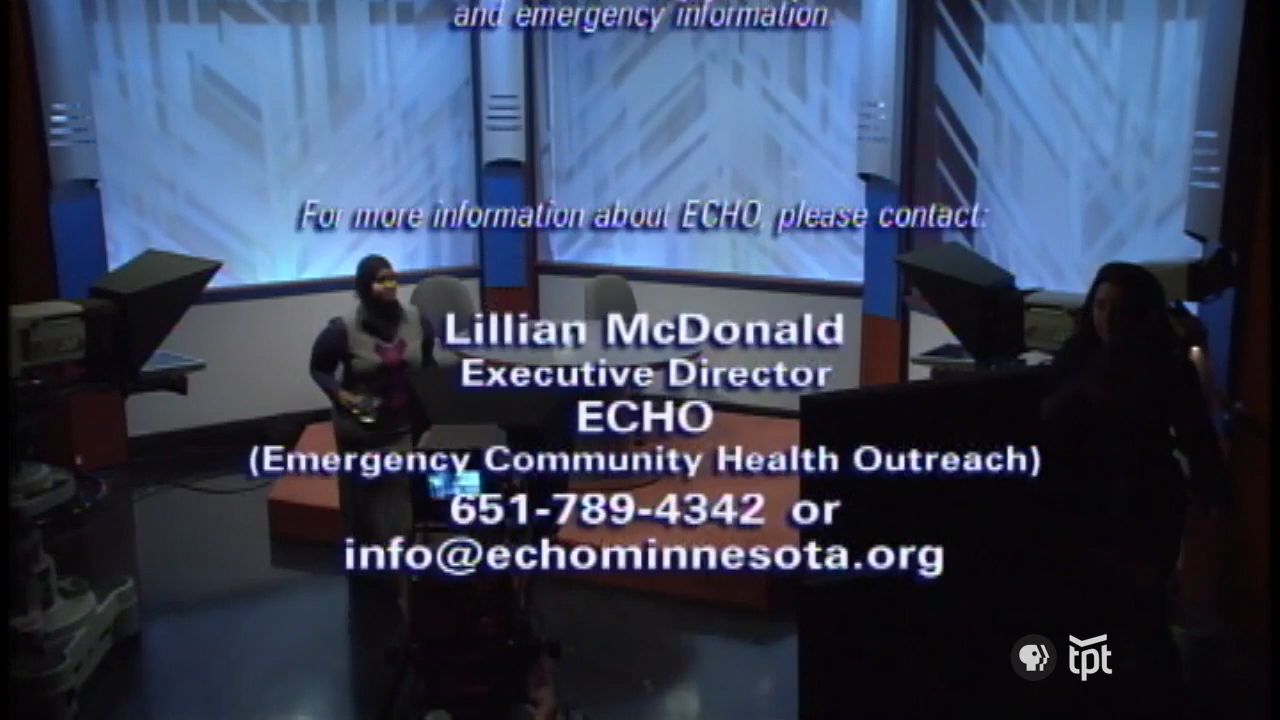 and emergency information
For more information about ECHO, please contact:
Lillian McDonald
Executive Director
ECHO
(Emergency Community Health Outreach)
651-789-4342 or
info@echominnesota.org
tpt